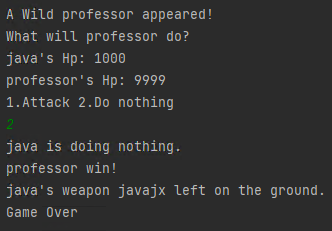 A Wild professor appeared!
What will professor do?
java's Hp: 1000
professor's Hp: 9999
1.Attack 2.Do nothing
2
java is doing nothing.
professor win!
java's weapon javajx left on the ground.
Game Over